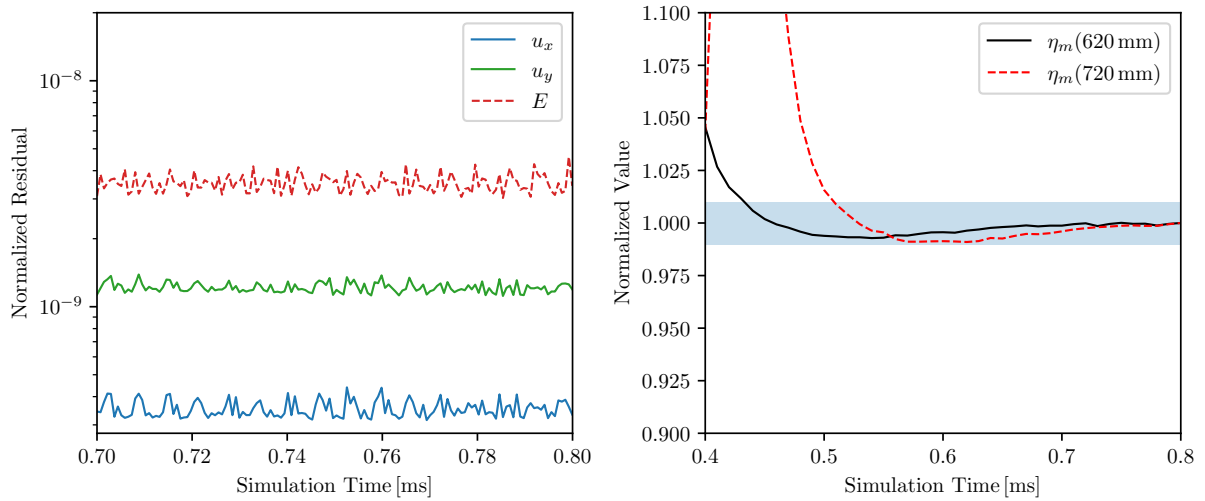 10⁻⁸
10⁻⁹
Normalized Residual
u_x
u_y
E
0.70 0.72 0.74 0.76 0.78 0.80
Simulation Time [ms]
1.100
1.075
1.050
1.025
1.000
0.975
0.950
0.925
0.900
Normalized Value
η_m(620 mm)
η_m(720 mm)
0.4 0.5 0.6 0.7 0.8
Simulation Time [ms]